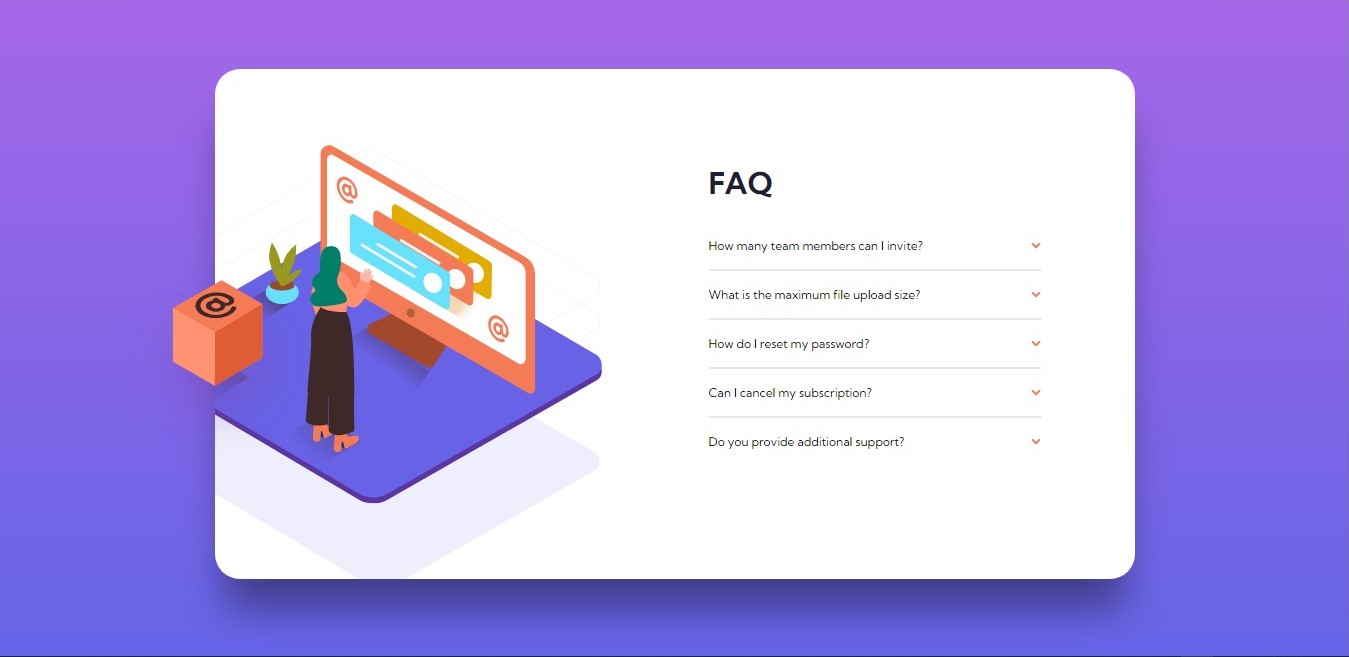 @
@
@
FAQ
How many team members can I invite?
What is the maximum file upload size?
How do I reset my password?
Can I cancel my subscription?
Do you provide additional support?